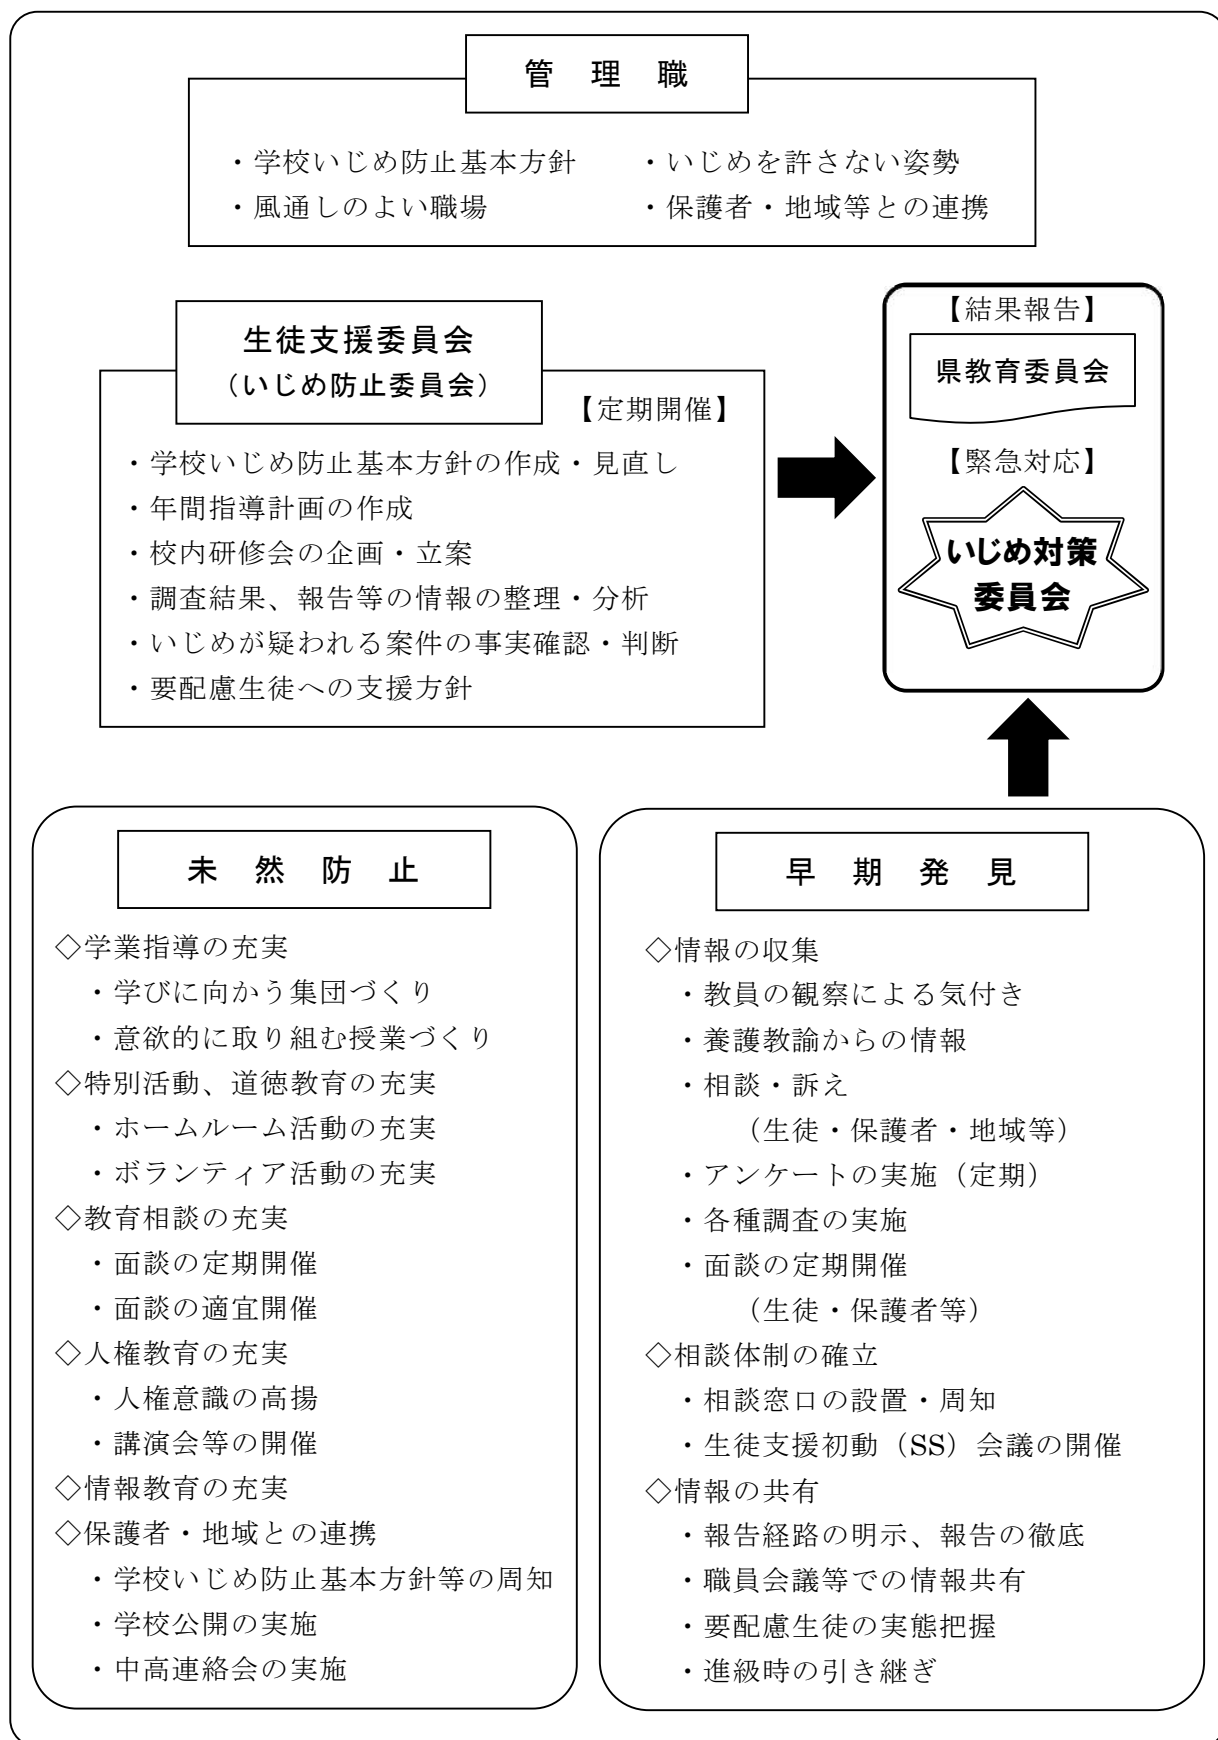 管　理　職
・学校いじめ防止基本方針　　・いじめを許さない姿勢
・風通しのよい職場　　・保護者・地域等との連携
生徒支援委員会
（いじめ防止委員会）
【定期開催】
・学校いじめ防止基本方針の作成・見直し
・年間指導計画の作成
・校内研修会の企画・立案
・調査結果、報告等の情報の整理・分析
・いじめが疑われる案件の事実確認・判断
・要配慮生徒への支援方針
【結果報告】
県教育委員会
【緊急対応】
いじめ対策
委員会
未　然　防　止
◇学業指導の充実
・学びに向かう集団づくり
・意欲的に取り組む授業づくり
◇特別活動、道徳教育の充実
・ホームルーム活動の充実
・ボランティア活動の充実
◇教育相談の充実
・面談の定期開催
・面談の適宜開催
◇人権教育の充実
・人権意識の高揚
・講演会等の開催
◇情報教育の充実
◇保護者・地域との連携
・学校いじめ防止基本方針等の周知
・学校公開の実施
・中高連絡会の実施
早　期　発　見
◇情報の収集
・教員の観察による気付き
・養護教諭からの情報
・相談・訴え
（生徒・保護者・地域等）
・アンケートの実施（定期）
・各種調査の実施
・面談の定期開催
（生徒・保護者等）
◇相談体制の確立
・相談窓口の設置・周知
・生徒支援初動（SS）会議の開催
◇情報の共有
・報告経路の明示、報告の徹底
・職員会議等での情報共有
・要配慮生徒の実態把握
・進級時の引き継ぎ